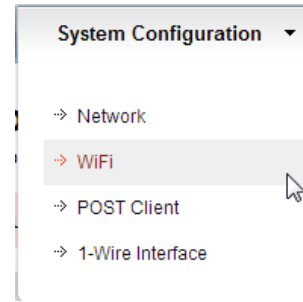 System Configuration
Network
WiFi
POST Client
1-Wire Interface